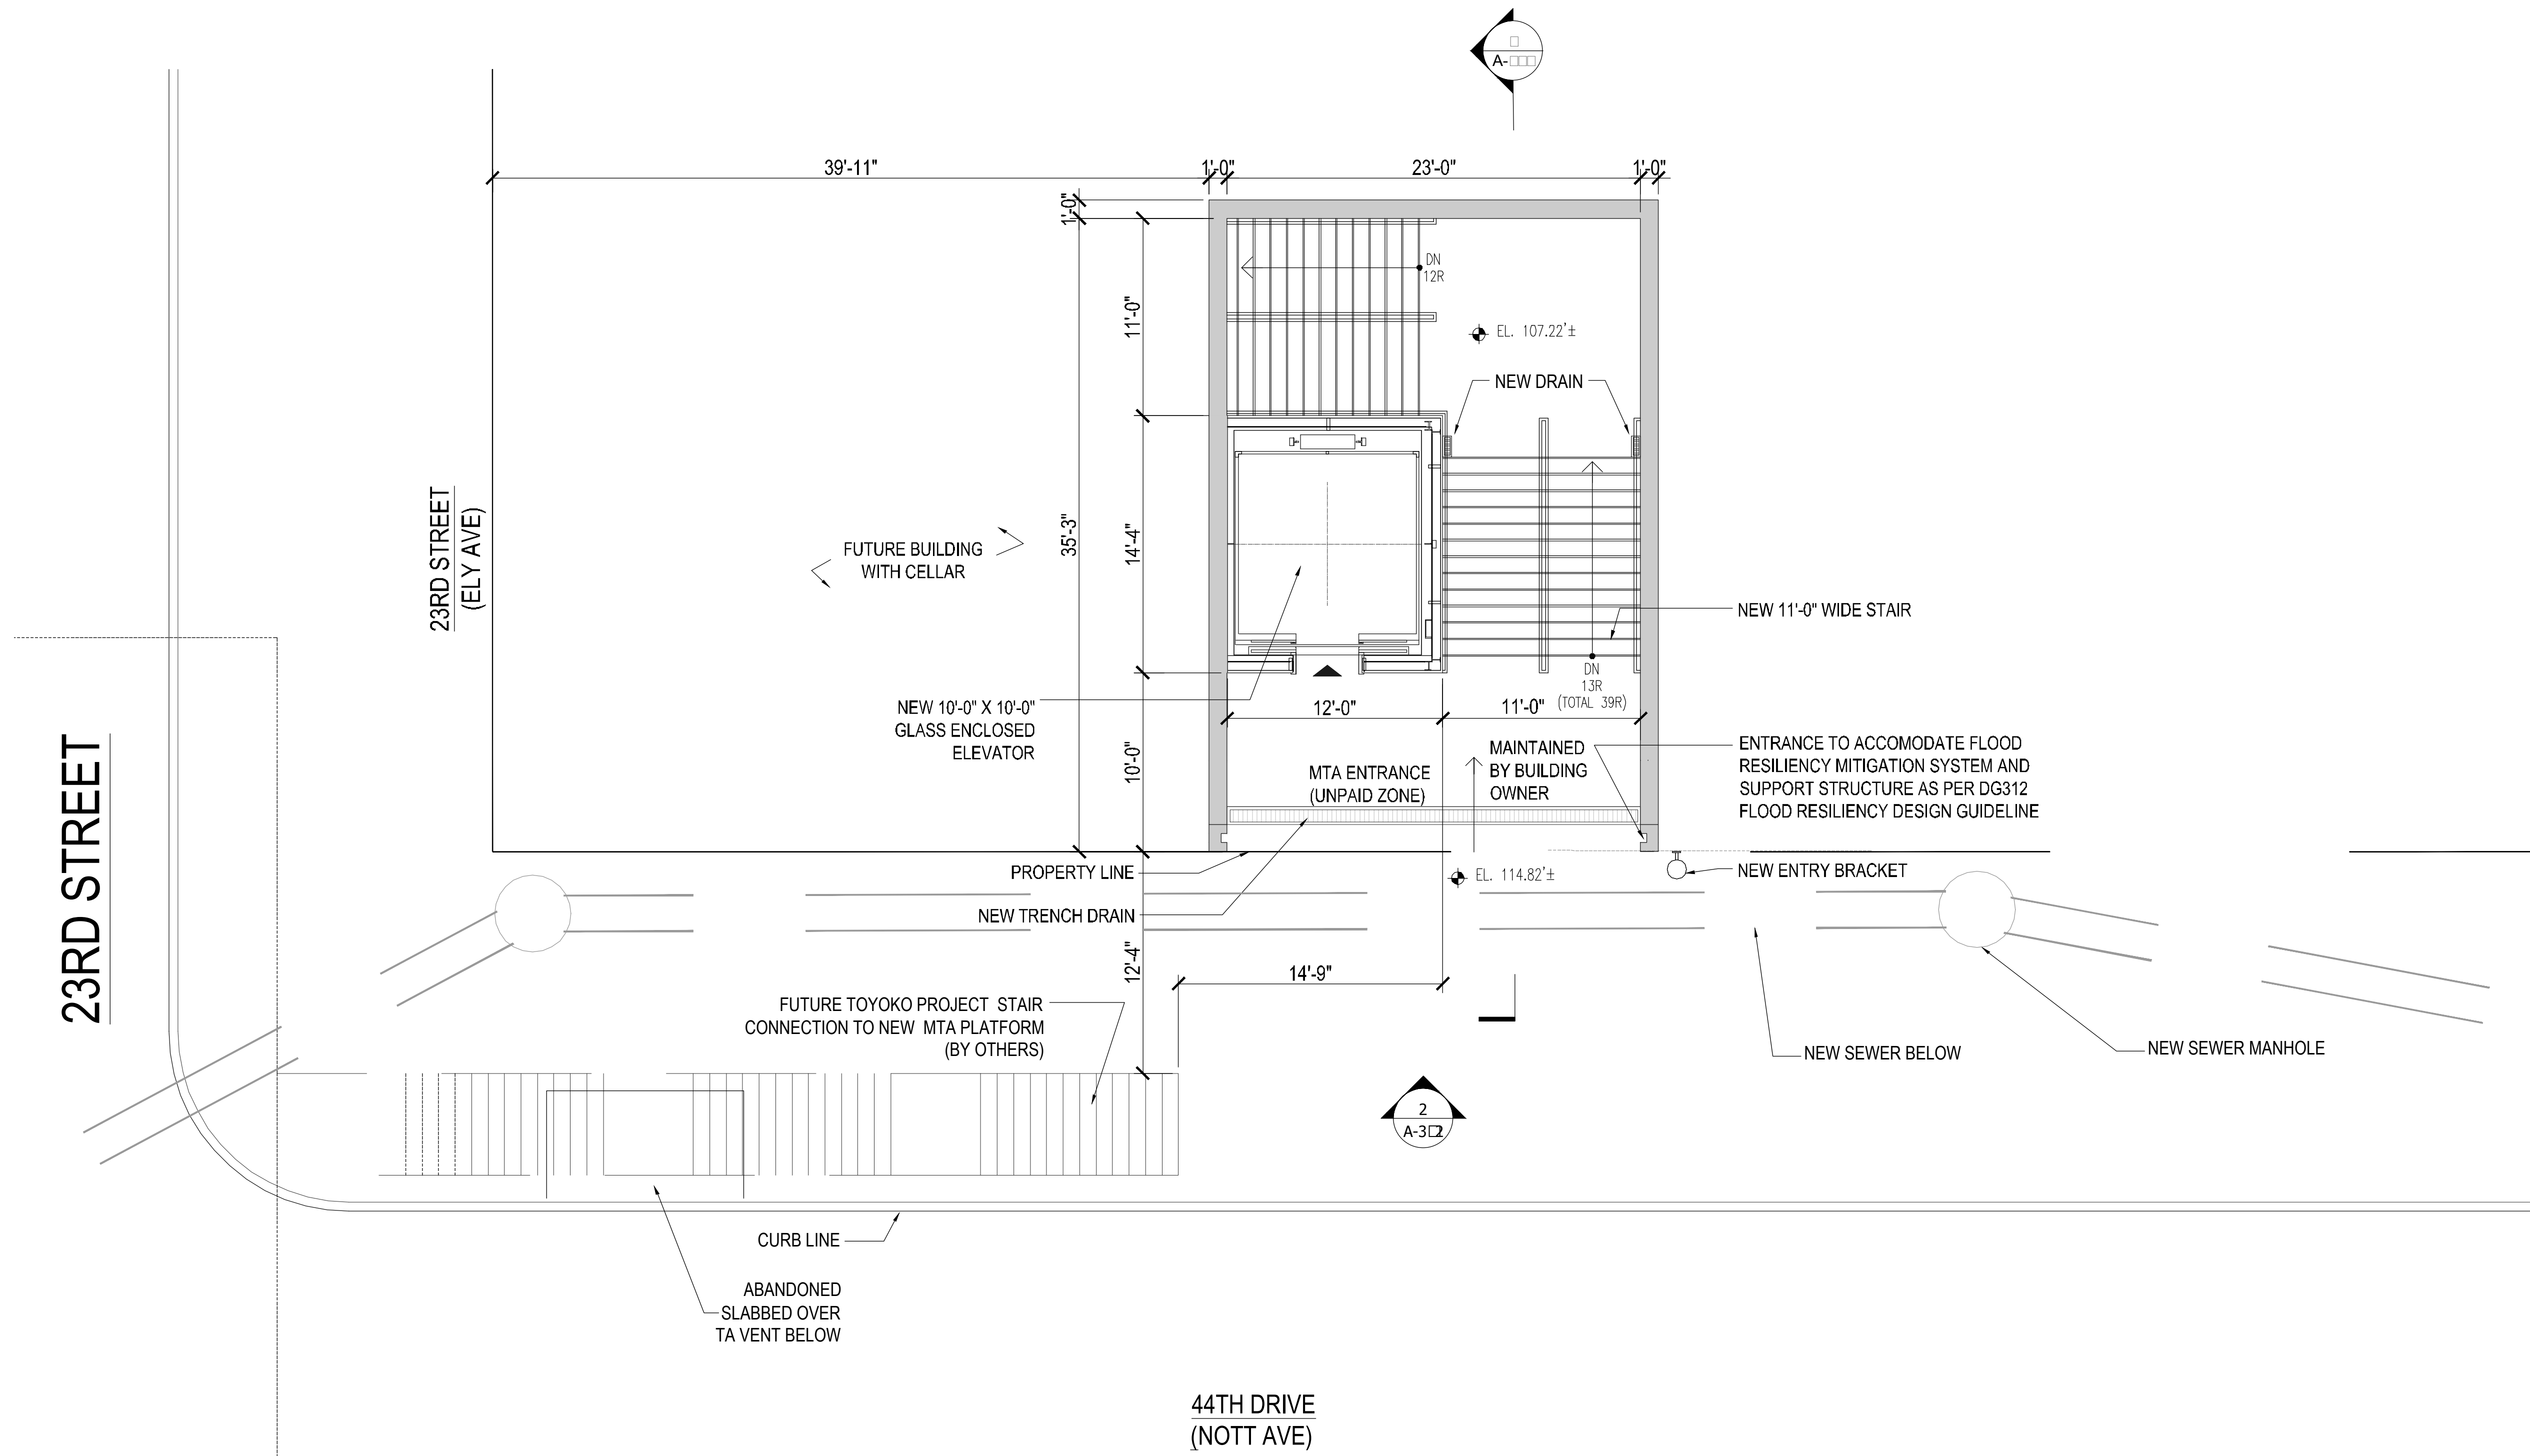 A-
39'-11"
1'-0"
23'-0"
1'-0"
1'-0"
DN
12R
11'-0"
EL. 107.22'±
NEW DRAIN
23RD STREET
(ELY AVE)
FUTURE BUILDING
WITH CELLAR
35'-3"
14'-4"
NEW 11'-0" WIDE STAIR
DN
13R
(TOTAL 39R)
NEW 10'-0" X 10'-0"
GLASS ENCLOSED
ELEVATOR
12'-0"
11'-0"
23RD STREET
10'-0"
MTA ENTRANCE
(UNPAID ZONE)
MAINTAINED
BY BUILDING
OWNER
ENTRANCE TO ACCOMODATE FLOOD
RESILIENCY MITIGATION SYSTEM AND
SUPPORT STRUCTURE AS PER DG312
FLOOD RESILIENCY DESIGN GUIDELINE
PROPERTY LINE
EL. 114.82'±
NEW ENTRY BRACKET
NEW TRENCH DRAIN
12'-4"
14'-9"
FUTURE TOYOKO PROJECT STAIR
CONNECTION TO NEW MTA PLATFORM
(BY OTHERS)
NEW SEWER BELOW
NEW SEWER MANHOLE
2
CURB LINE
ABANDONED
SLABBED OVER
TA VENT BELOW
44TH DRIVE
(NOTT AVE)